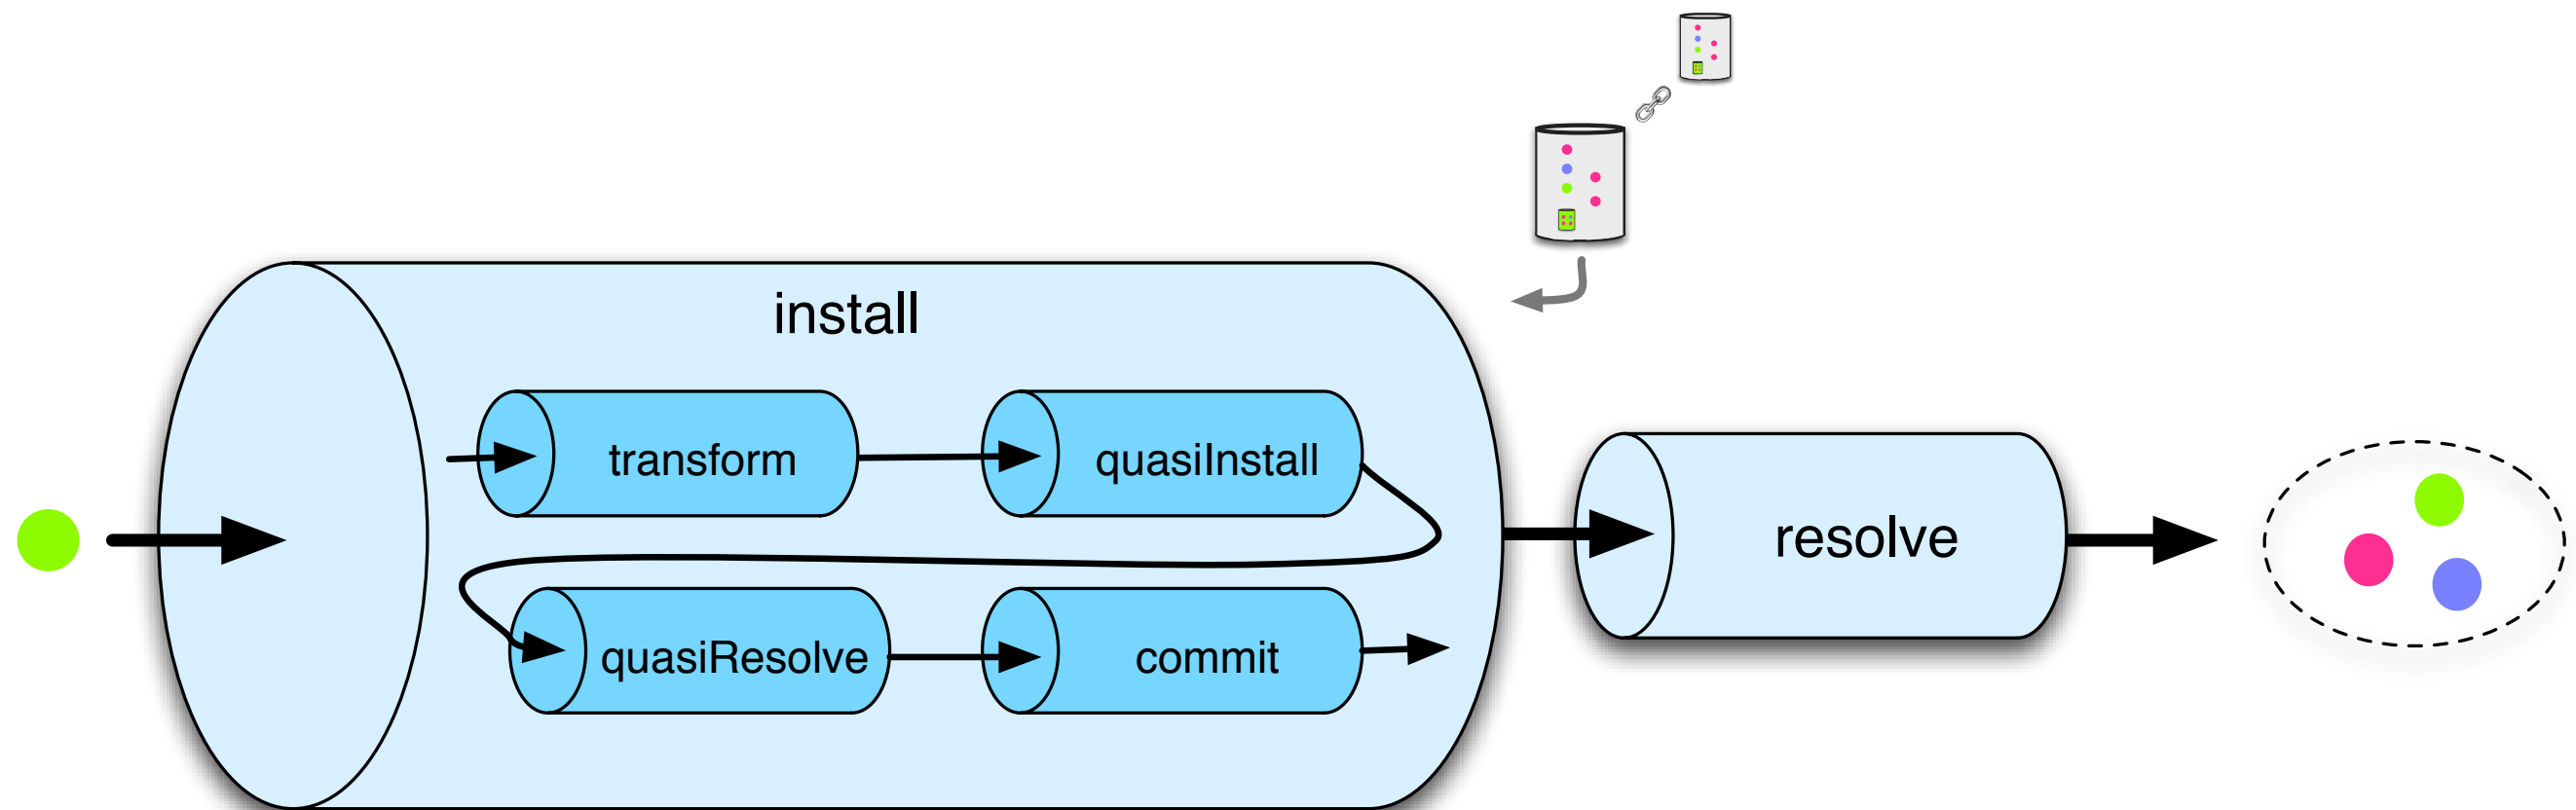 install
transform
quasiInstall
quasiResolve
commit
resolve